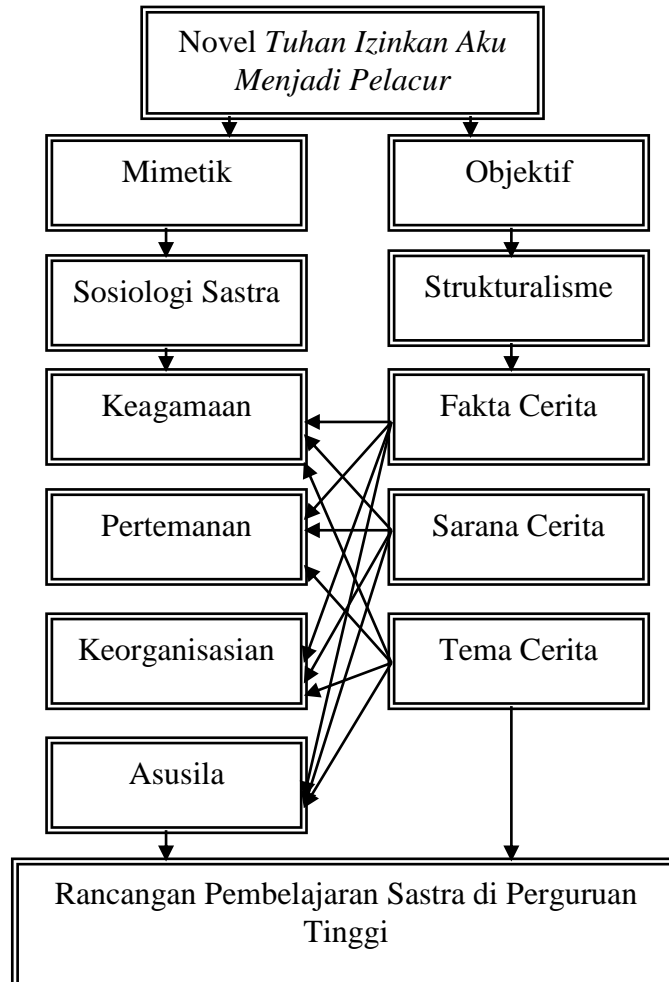 Novel Tuhan Izinkan Aku
Menjadi Pelacur
Mimetik
Objektif
Sosiologi Sastra
Strukturalisme
Keagamaan
Fakta Cerita
Pertemanan
Sarana Cerita
Keorganisasian
Tema Cerita
Asusila
Rancangan Pembelajaran Sastra di Perguruan
Tinggi